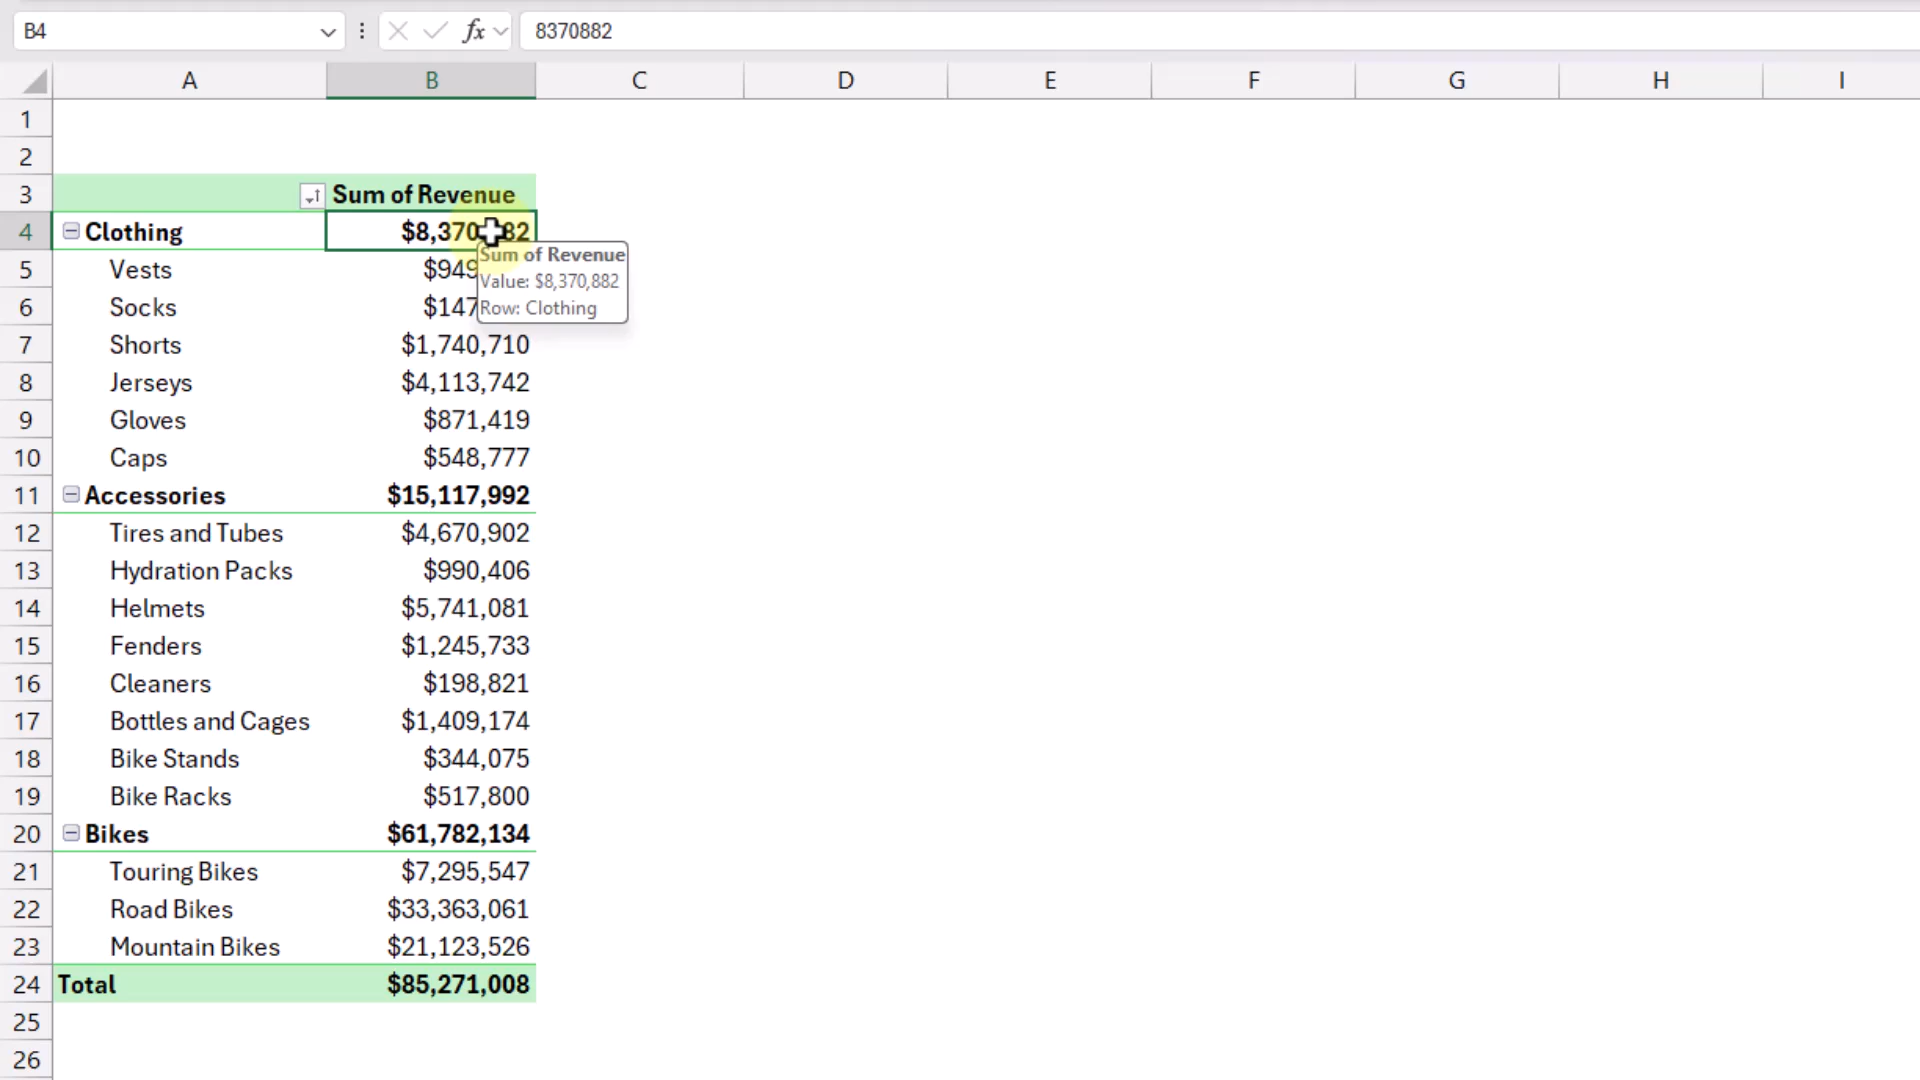 B4 fx 8370882
A B C D E F G H I
1
2
3 Sum of Revenue
4 Clothing
Sum of Revenue
Value: $8,370,882
Row: Clothing
5 Vests
6 Socks
7 Shorts $1,740,710
8 Jerseys $4,113,742
9 Gloves $871,419
10 Caps $548,777
11 Accessories $15,117,992
12 Tires and Tubes $4,670,902
13 Hydration Packs $990,406
14 Helmets $5,741,081
15 Fenders $1,245,733
16 Cleaners $198,821
17 Bottles and Cages $1,409,174
18 Bike Stands $344,075
19 Bike Racks $517,800
20 Bikes $61,782,134
21 Touring Bikes $7,295,547
22 Road Bikes $33,363,061
23 Mountain Bikes $21,123,526
24 Total $85,271,008
25
26